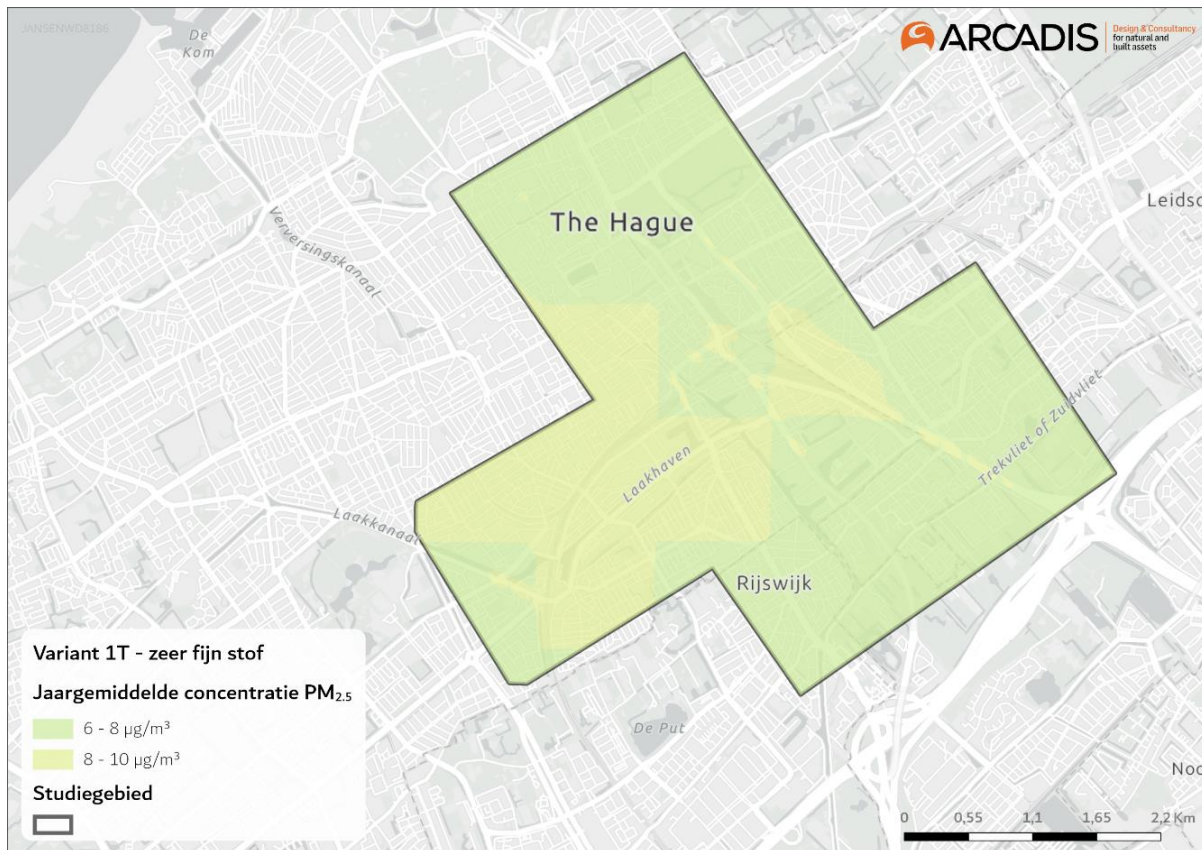 JANSENWD8186
De
Kom
ARCADIS
Design & Consultancy
for natural and
built assets
Leidsc
The Hague
Verversingskanaal
Trekvliet of Zuidvliet
Laakhaven
Laakkanaal
Rijswijk
De Put
Noo
Variant 1T - zeer fijn stof
Jaargemiddelde concentratie PM2.5
6 - 8 µg/m³
8 - 10 µg/m³
Studiegebied
0 0,55 1,1 1,65 2,2 Km